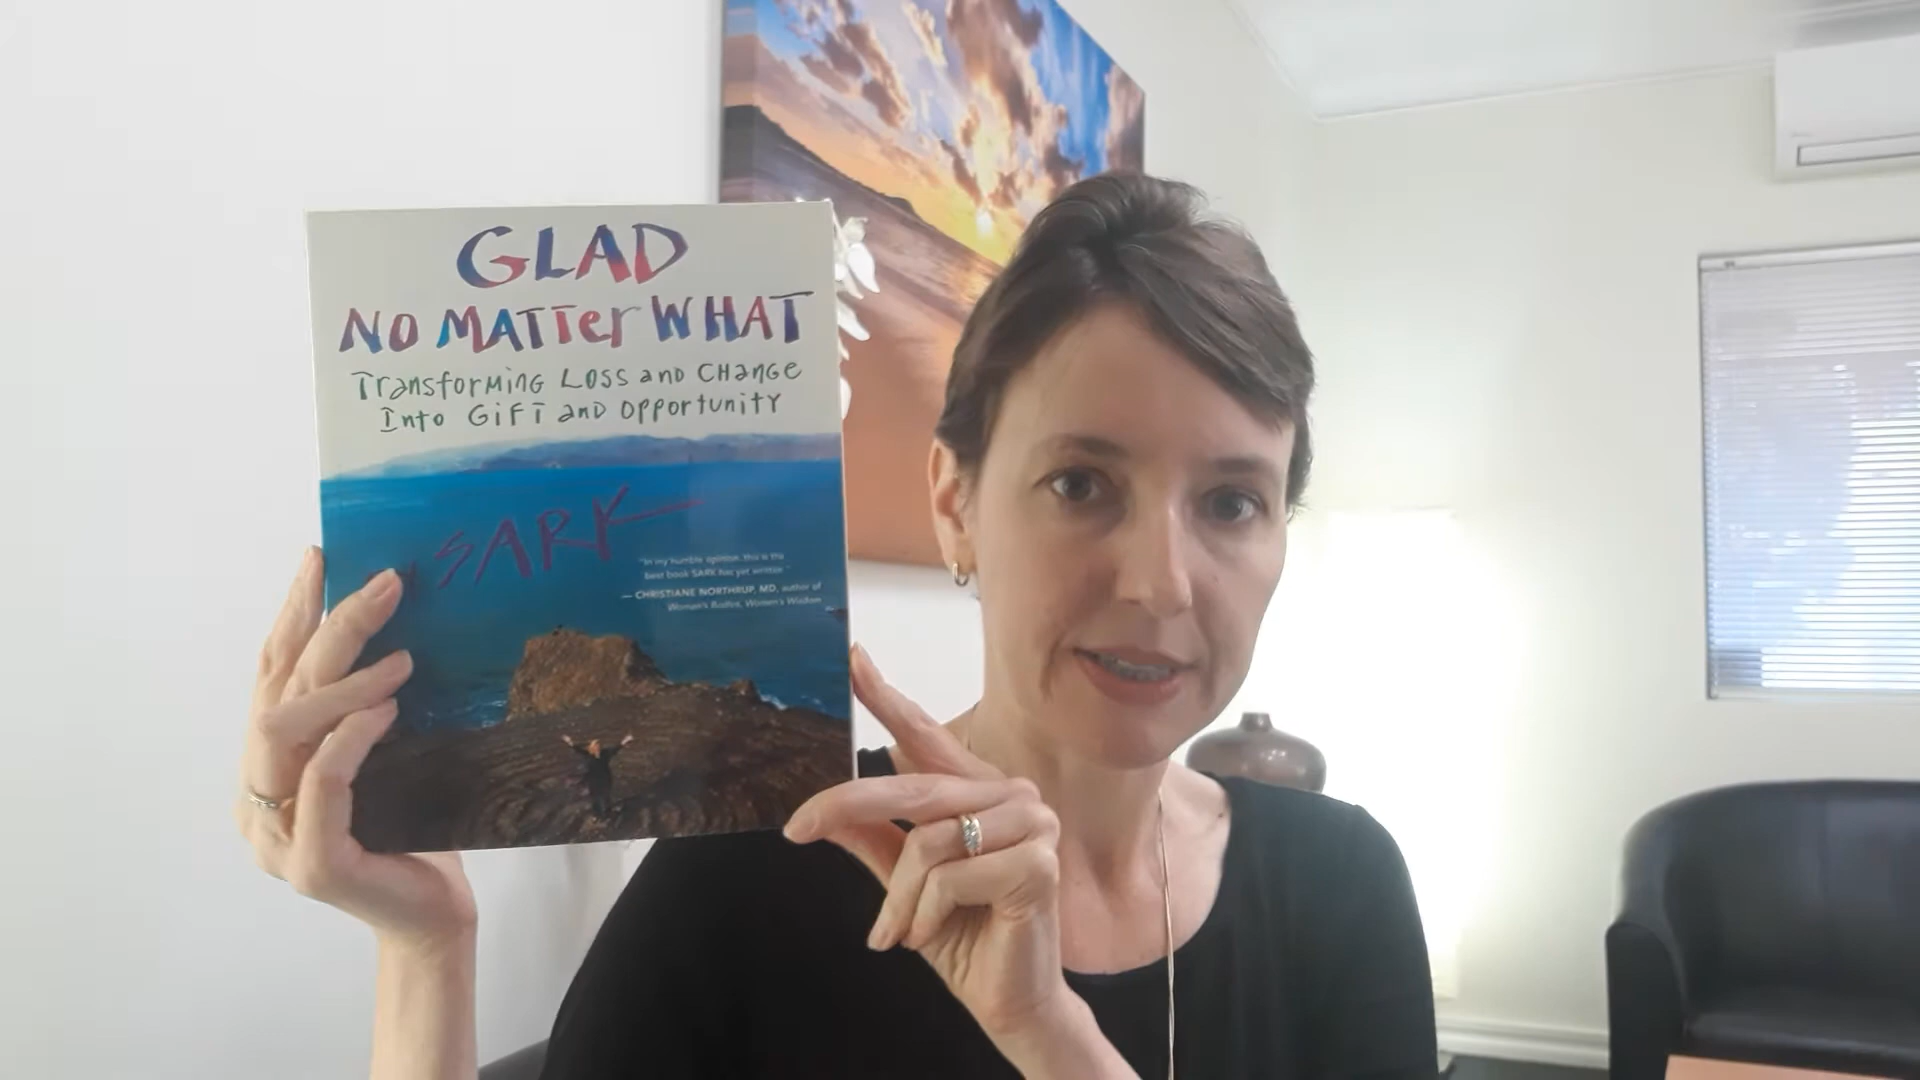 GLAD
NO MATTer WHAT
Transforming Loss and Change
Into Gift and Opportunity
SARK
"In my humble opinion, this is the
best book SARK has yet written."
— CHRISTIANE NORTHRUP, MD, author of
Women's Bodies, Women's Wisdom